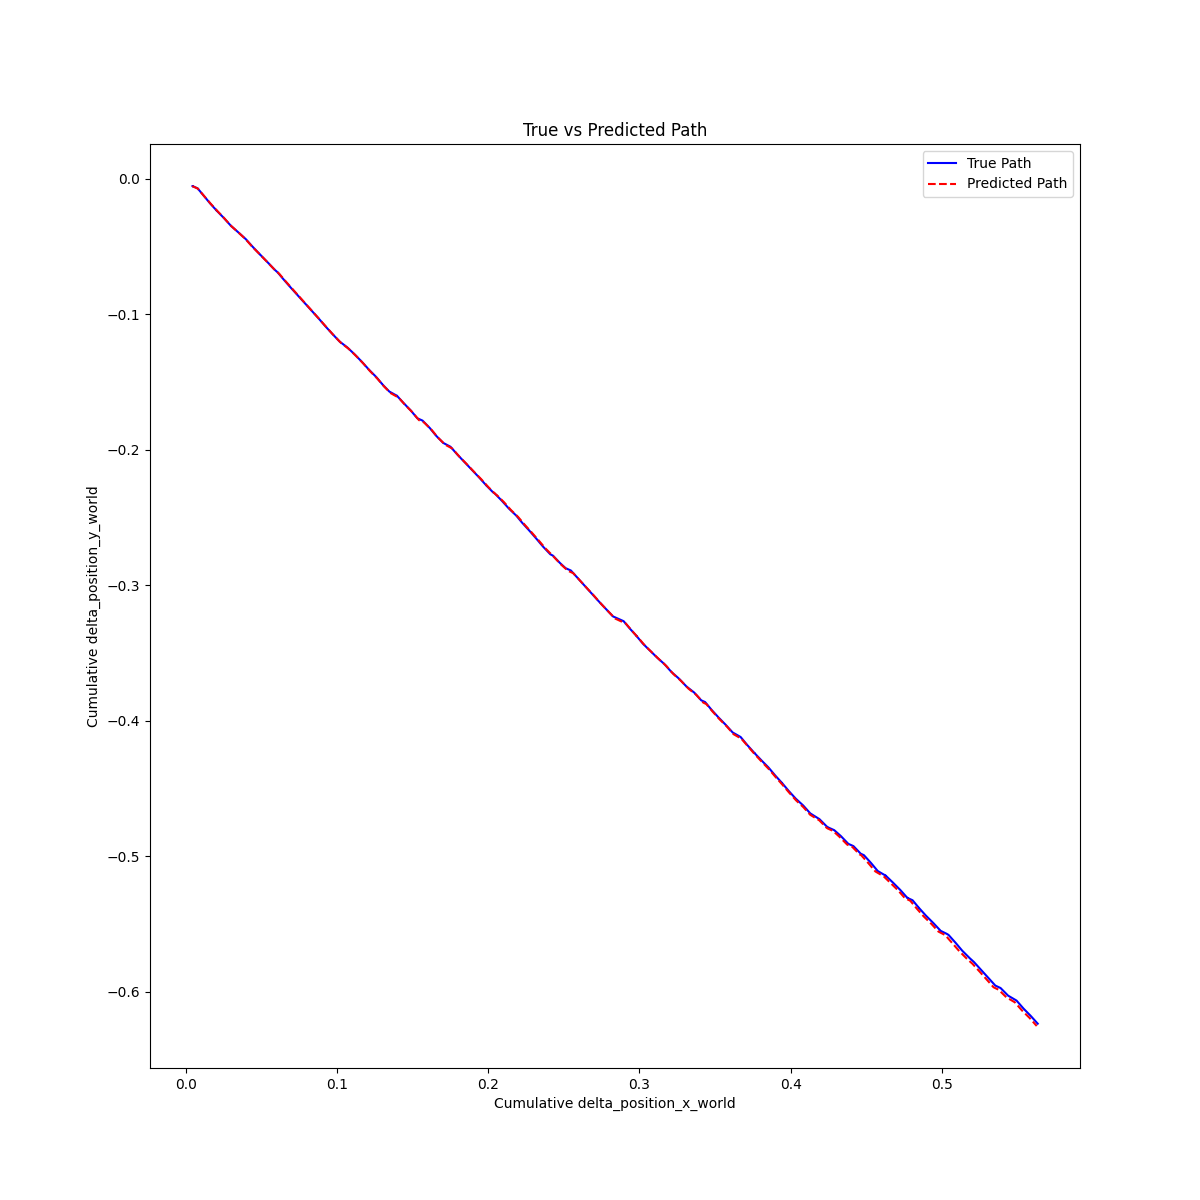 True vs Predicted Path
True Path
Predicted Path
0.0
−0.1
−0.2
−0.3
−0.4
−0.5
−0.6
Cumulative delta_position_y_world
0.0
0.1
0.2
0.3
0.4
0.5
Cumulative delta_position_x_world